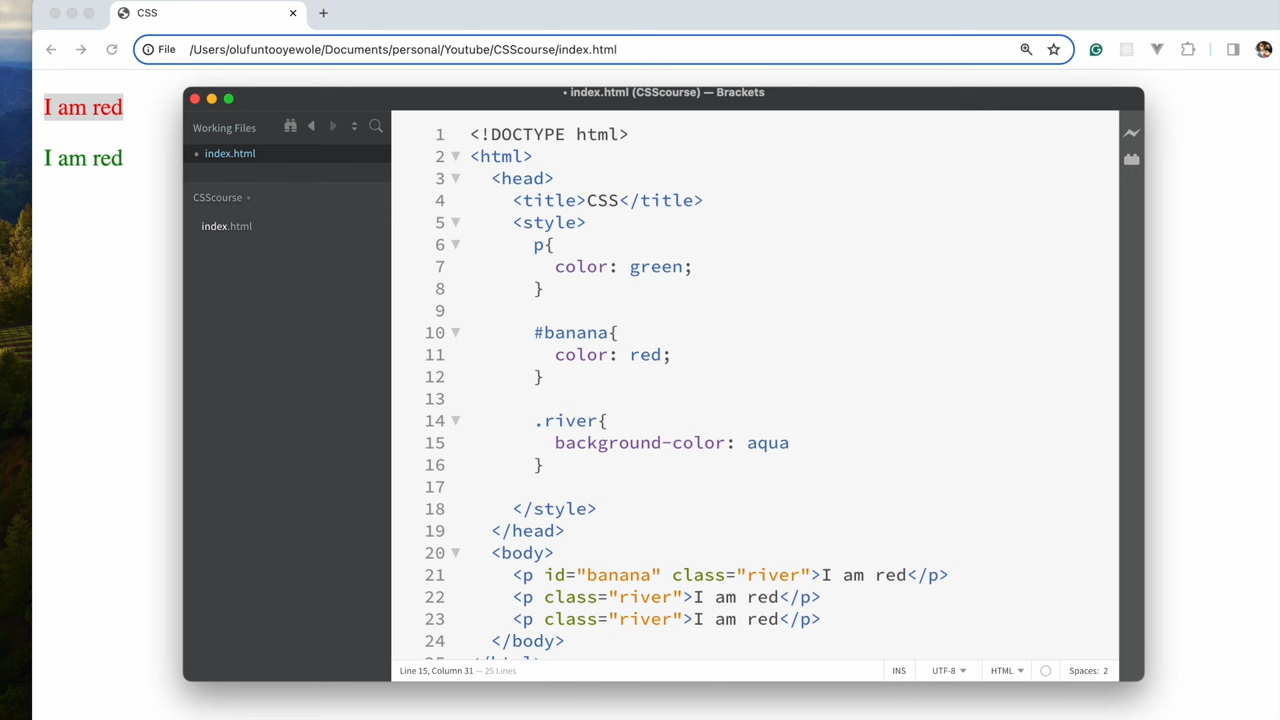 CSS
File /Users/olufuntooyewole/Documents/personal/Youtube/CSScourse/index.html
I am red
I am red
• index.html (CSScourse) — Brackets
Working Files
index.html
CSScourse
index.html
1 <!DOCTYPE html>
2 <html>
3 <head>
4 <title>CSS</title>
5 <style>
6 p{
7 color: green;
8 }
9
10 #banana{
11 color: red;
12 }
13
14 .river{
15 background-color: aqua
16 }
17
18 </style>
19 </head>
20 <body>
21 <p id="banana" class="river">I am red</p>
22 <p class="river">I am red</p>
23 <p class="river">I am red</p>
24 </body>
Line 15, Column 31 — 25 Lines
INS UTF-8 HTML Spaces: 2